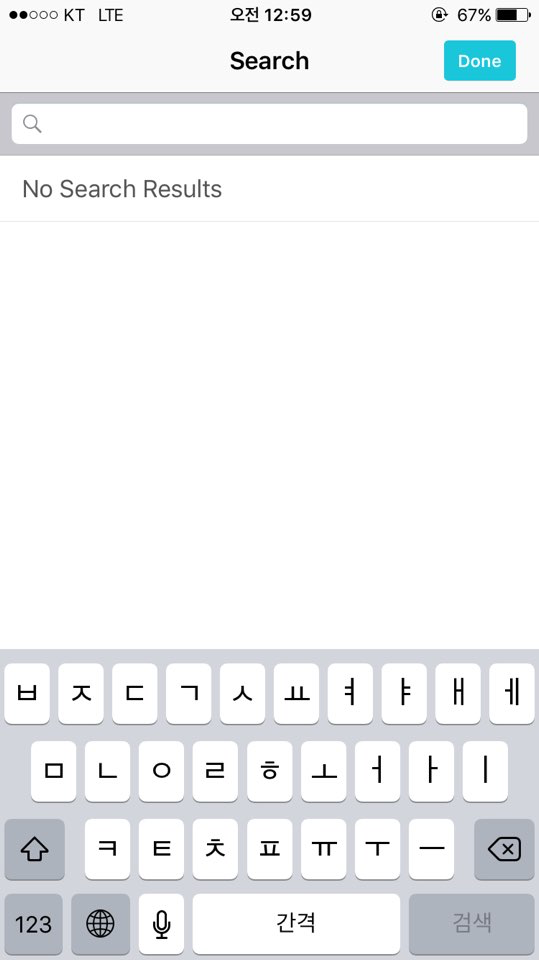 KT LTE 오전 12:59 67%
Search Done
No Search Results
ㅂ ㅈ ㄷ ㄱ ㅅ ㅛ ㅕ ㅑ ㅐ ㅔ
ㅁ ㄴ ㅇ ㄹ ㅎ ㅗ ㅓ ㅏ ㅣ
ㅋ ㅌ ㅊ ㅍ ㅠ ㅜ ㅡ
123 간격 검색